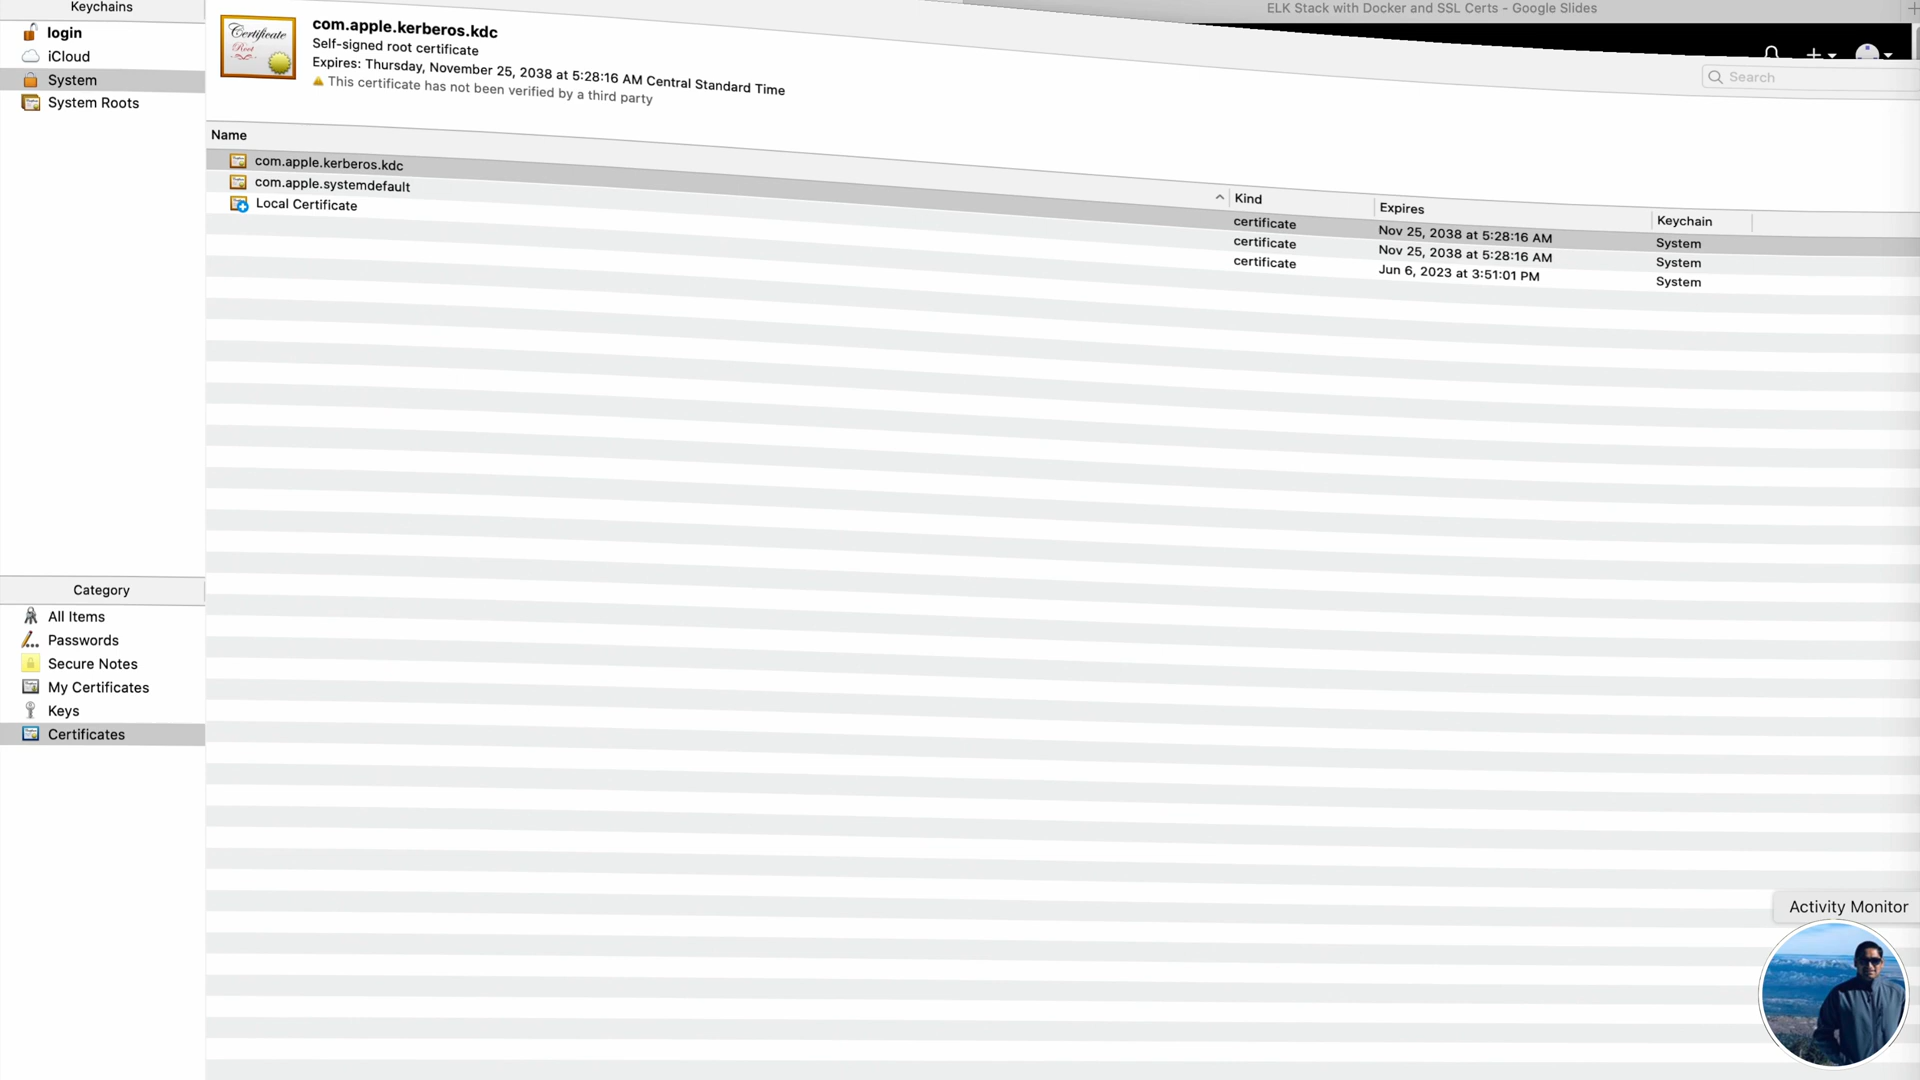 Keychains
login
iCloud
System
System Roots
ELK Stack with Docker and SSL Certs - Google Slides
Certificate
Root
com.apple.kerberos.kdc
Self-signed root certificate
Expires: Thursday, November 25, 2038 at 5:28:16 AM Central Standard Time
This certificate has not been verified by a third party
Search
Name
Kind
Expires
Keychain
com.apple.kerberos.kdc
certificate
Nov 25, 2038 at 5:28:16 AM
System
com.apple.systemdefault
certificate
Nov 25, 2038 at 5:28:16 AM
System
Local Certificate
certificate
Jun 6, 2023 at 3:51:01 PM
System
Category
All Items
Passwords
Secure Notes
My Certificates
Keys
Certificates
Activity Monitor